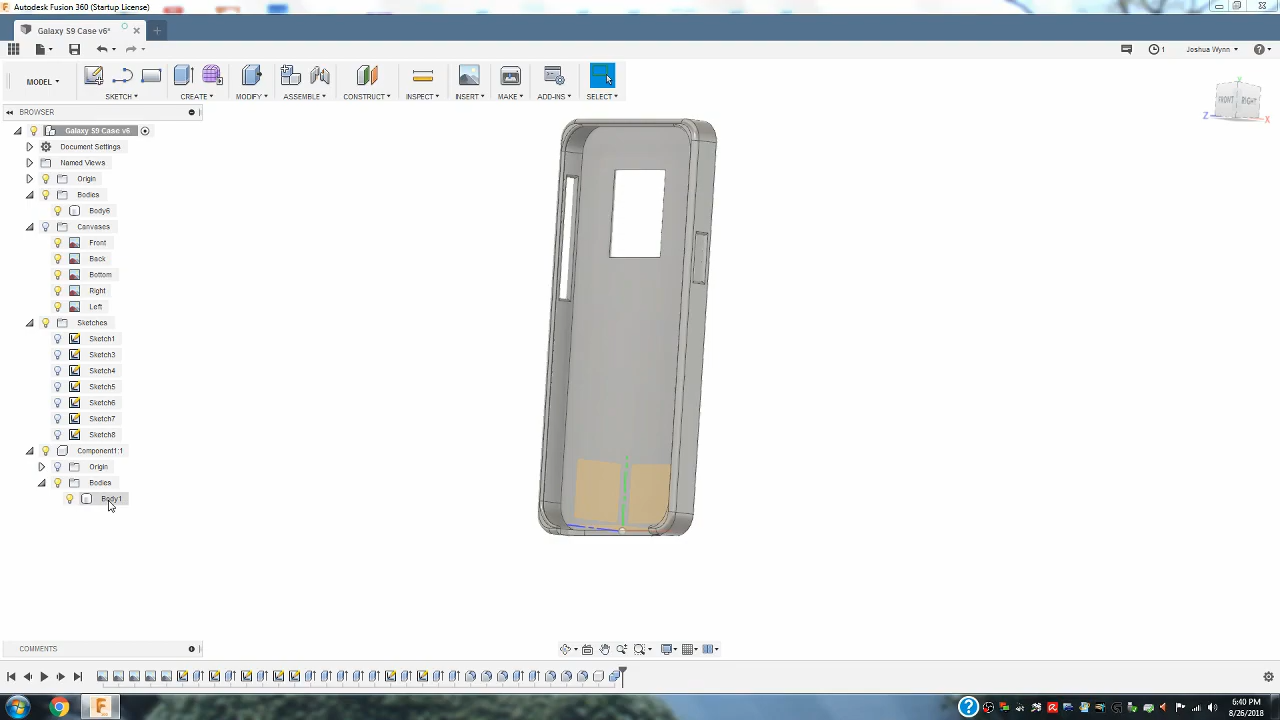 Autodesk Fusion 360 (Startup License)
Galaxy S9 Case v6*
1
Joshua Wynn
MODEL
SKETCH
CREATE
MODIFY
ASSEMBLE
CONSTRUCT
INSPECT
INSERT
MAKE
ADD-INS
SELECT
BROWSER
Galaxy S9 Case v6
Document Settings
Named Views
Origin
Bodies
Body6
Canvases
Front
Back
Bottom
Right
Left
Sketches
Sketch1
Sketch3
Sketch4
Sketch5
Sketch6
Sketch7
Sketch8
Component1:1
Origin
Bodies
Body1
Y
FRONT
RIGHT
Z
X
COMMENTS
6:40 PM
8/26/2018